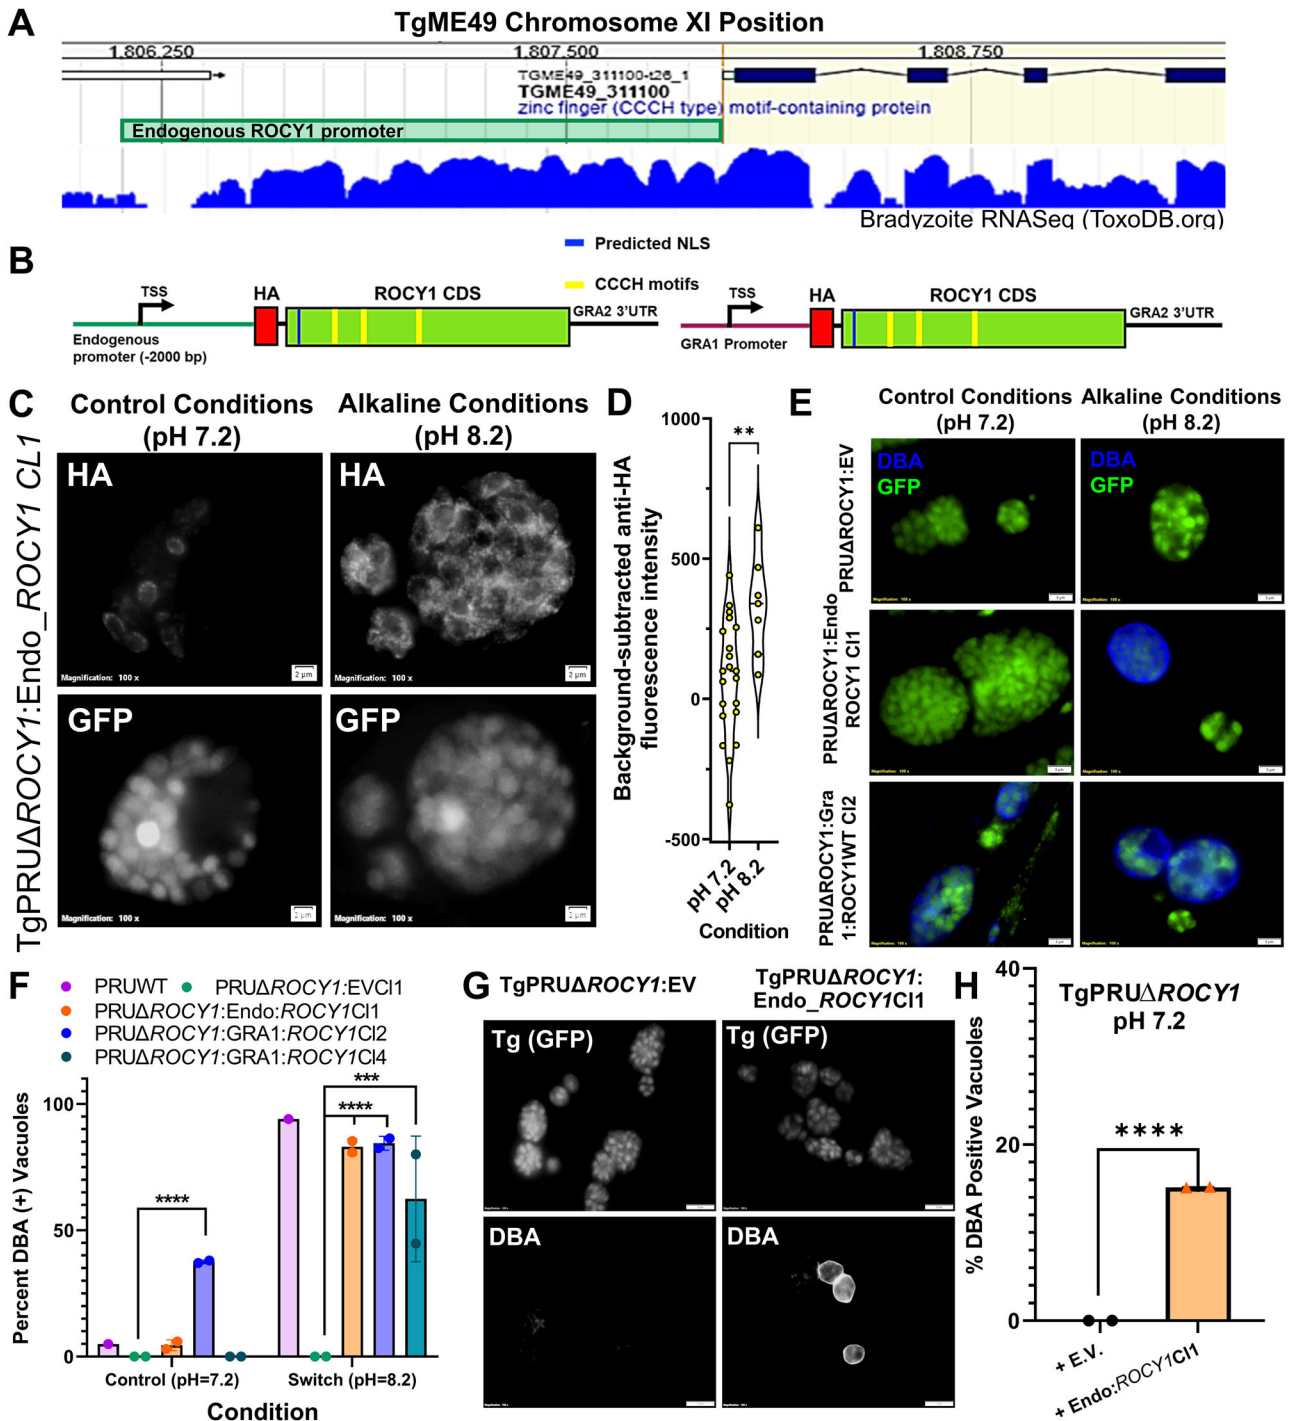 A
TgME49 Chromosome XI Position
1,806,250
1,807,500
1,808,750
TGME49_311100-t26_1
TGME49_311100
zinc finger (CCCH type) motif-containing protein
Endogenous ROCY1 promoter
Bradyzoite RNASeq (ToxoDB.org)
B
Predicted NLS
CCCH motifs
TSS
HA
ROCY1 CDS
GRA2 3'UTR
Endogenous
promoter (-2000 bp)
TSS
HA
ROCY1 CDS
GRA2 3'UTR
GRA1 Promoter
C
TgPRUΔROCY1:Endo_ROCY1 CL1
Control Conditions
(pH 7.2)
Alkaline Conditions
(pH 8.2)
HA
Magnification: 100 x
2 µm
HA
Magnification: 100 x
2 µm
GFP
Magnification: 100 x
2 µm
GFP
Magnification: 100 x
2 µm
D
Background-subtracted anti-HA
fluorescence intensity
1000
500
0
-500
**
pH 7.2
pH 8.2
Condition
E
Control Conditions
(pH 7.2)
Alkaline Conditions
(pH 8.2)
PRUΔROCY1:EV
DBA
GFP
DBA
GFP
PRUΔROCY1:Endo
ROCY1 Cl1
PRUΔROCY1:Gra
1:ROCY1WT Cl2
F
PRUWT
PRUΔROCY1:EVCl1
PRUΔROCY1:Endo:ROCY1Cl1
PRUΔROCY1:GRA1:ROCY1Cl2
PRUΔROCY1:GRA1:ROCY1Cl4
Percent DBA (+) Vacuoles
100
50
0
****
***
****
Control (pH=7.2)
Switch (pH=8.2)
Condition
G
TgPRUΔROCY1:EV
TgPRUΔROCY1:
Endo_ROCY1Cl1
Tg (GFP)
Tg (GFP)
DBA
DBA
H
TgPRU△ROCY1
pH 7.2
% DBA Positive Vacuoles
40
20
0
****
+ E.V.
+ Endo:ROCY1Cl1